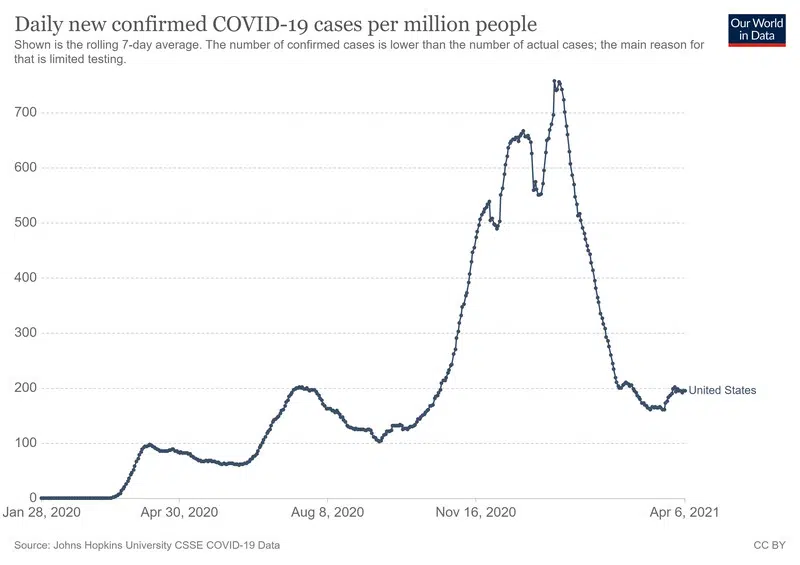 Daily new confirmed COVID-19 cases per million people
Our World
in Data
Shown is the rolling 7-day average. The number of confirmed cases is lower than the number of actual cases; the main reason for
that is limited testing.
700
600
500
400
300
200
United States
100
0
Jan 28, 2020
Apr 30, 2020
Aug 8, 2020
Nov 16, 2020
Apr 6, 2021
Source: Johns Hopkins University CSSE COVID-19 Data
CC BY